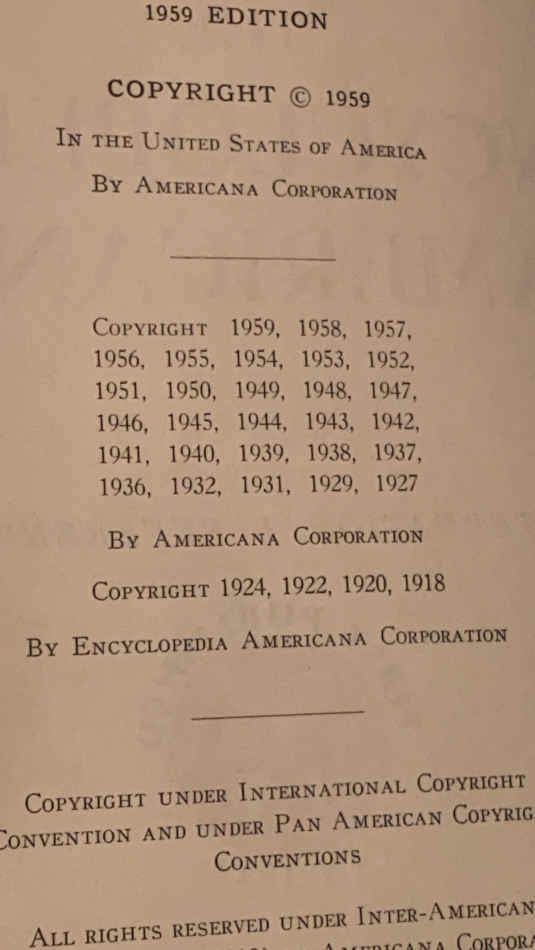 1959 EDITION
COPYRIGHT © 1959
IN THE UNITED STATES OF AMERICA
BY AMERICANA CORPORATION
COPYRIGHT 1959, 1958, 1957,
1956, 1955, 1954, 1953, 1952,
1951, 1950, 1949, 1948, 1947,
1946, 1945, 1944, 1943, 1942,
1941, 1940, 1939, 1938, 1937,
1936, 1932, 1931, 1929, 1927
BY AMERICANA CORPORATION
COPYRIGHT 1924, 1922, 1920, 1918
BY ENCYCLOPEDIA AMERICANA CORPORATION
COPYRIGHT UNDER INTERNATIONAL COPYRIGHT
CONVENTION AND UNDER PAN AMERICAN COPYRIG
CONVENTIONS
ALL RIGHTS RESERVED UNDER INTER-AMERICAN
AMERICANA CORPORA